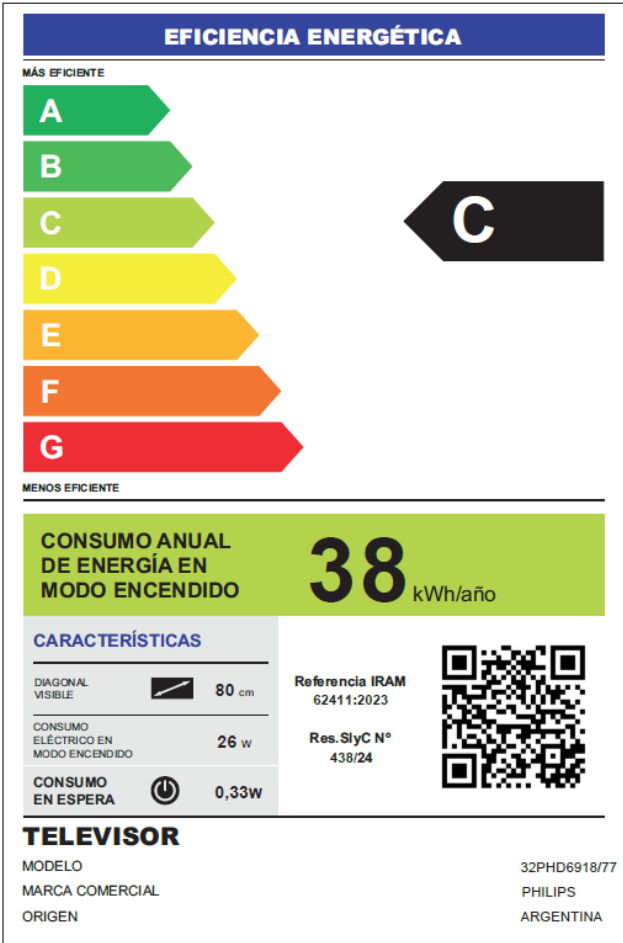 EFICIENCIA ENERGÉTICA
MÁS EFICIENTE
A
B
C
C
D
E
F
G
MENOS EFICIENTE
CONSUMO ANUAL
DE ENERGÍA EN
MODO ENCENDIDO
38 kWh/año
CARACTERÍSTICAS
DIAGONAL
VISIBLE
80 cm
CONSUMO
ELÉCTRICO EN
MODO ENCENDIDO
26 w
CONSUMO
EN ESPERA
0,33w
Referencia IRAM
62411:2023
Res.SIyC Nº
438/24
TELEVISOR
MODELO 32PHD6918/77
MARCA COMERCIAL PHILIPS
ORIGEN ARGENTINA